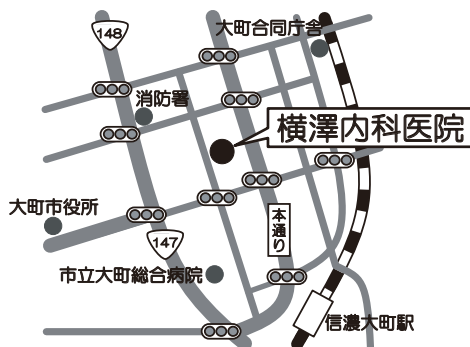 148
大町合同庁舎
消防署
横澤内科医院
大町市役所
本通り
147
市立大町総合病院
信濃大町駅